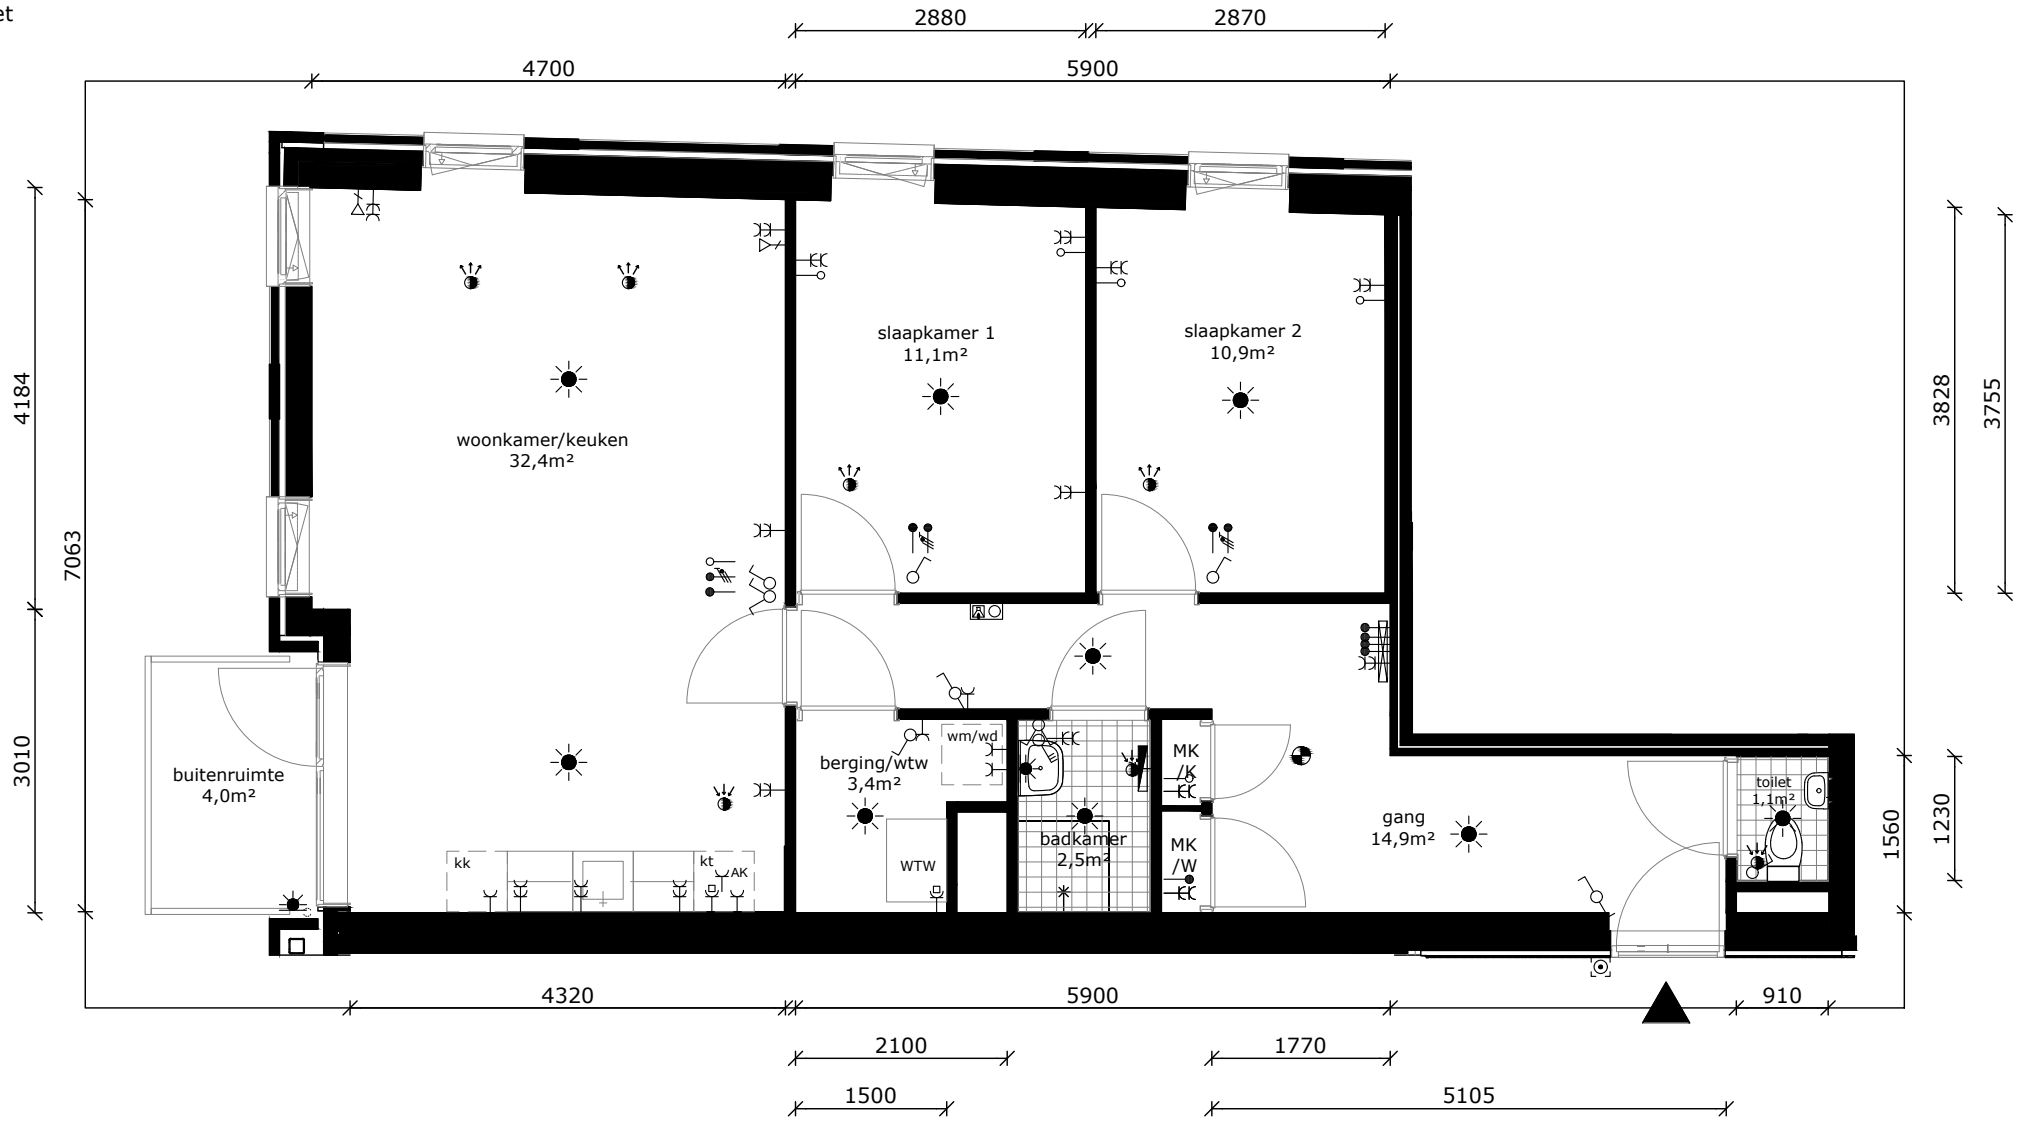 et
2880
2870
4700
5900
4184
7063
3010
3828
3755
slaapkamer 1
11,1m²
slaapkamer 2
10,9m²
woonkamer/keuken
32,4m²
buitenruimte
4,0m²
berging/wtw
3,4m²
wm/wd
MK
/K
MK
/W
badkamer
2,5m²
gang
14,9m²
toilet
1,1m²
kk
kt
AK
WTW
1560
1230
4320
5900
910
2100
1770
1500
5105